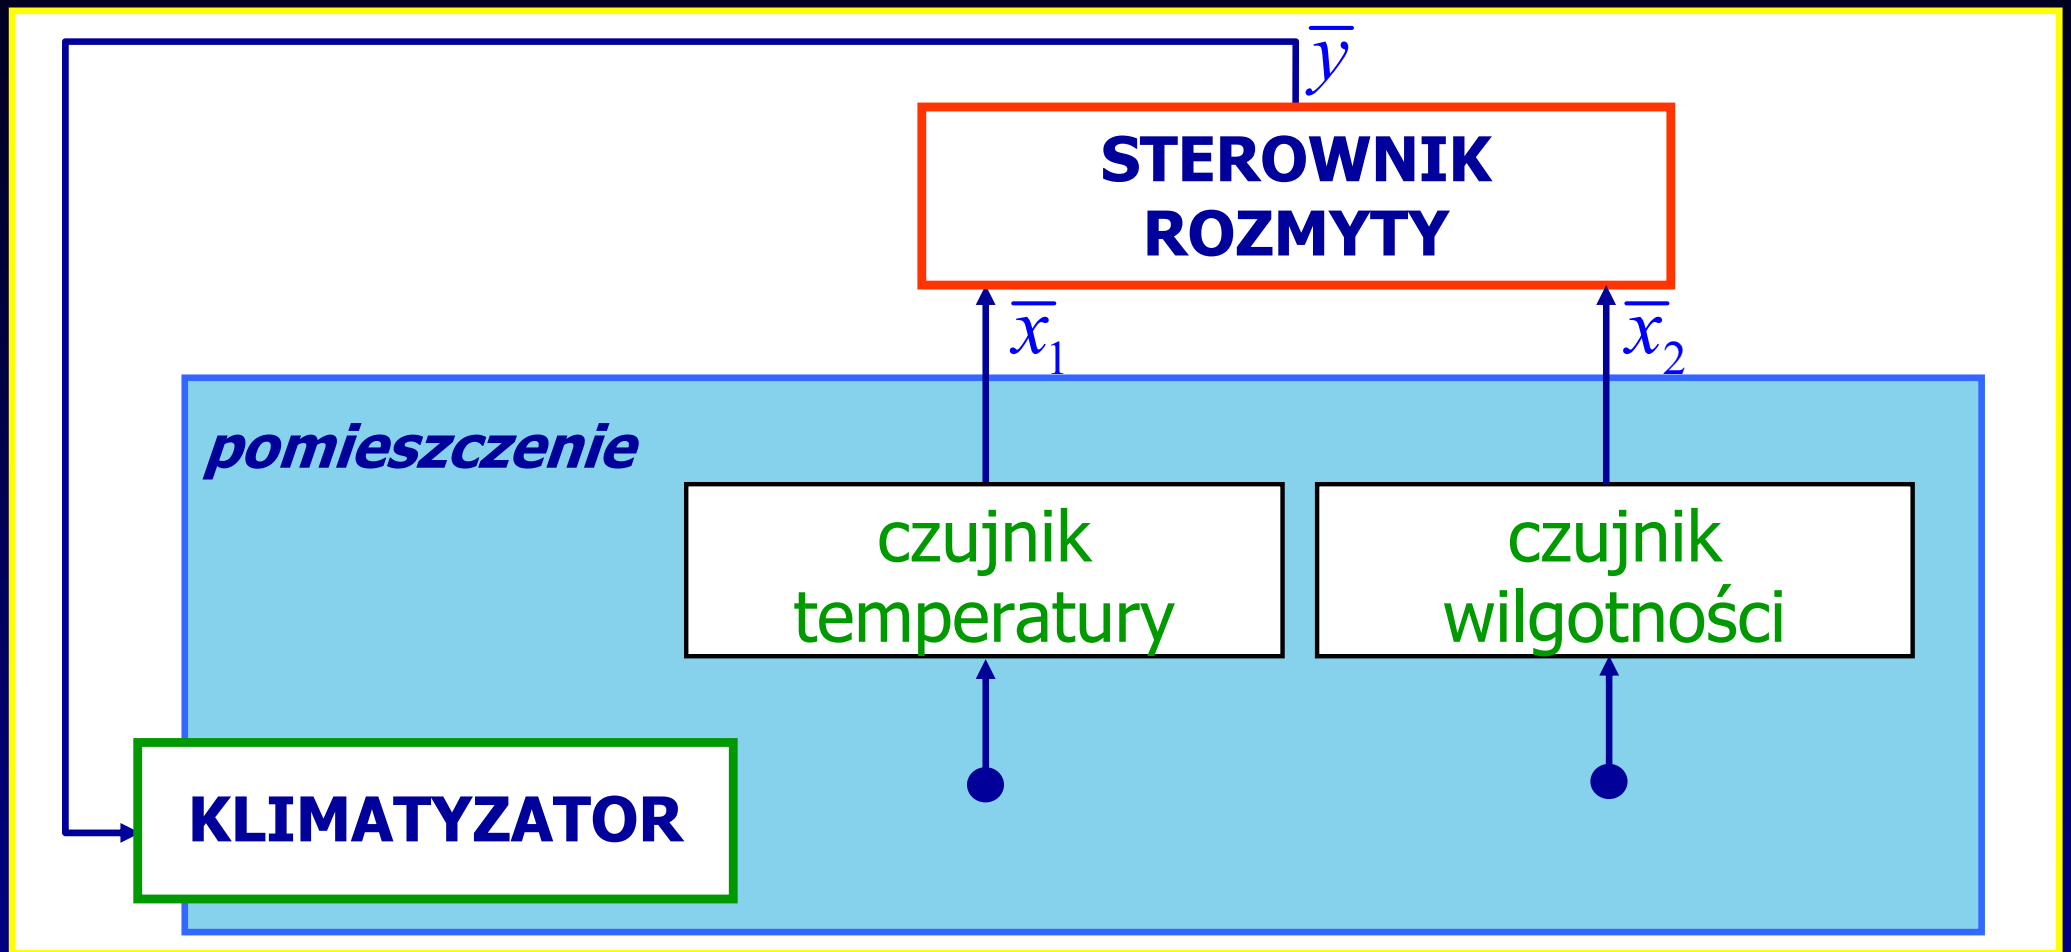 y̅
STEROWNIK
ROZMYTY
x̅₁
x̅₂
pomieszczenie
czujnik
temperatury
czujnik
wilgotności
KLIMATYZATOR